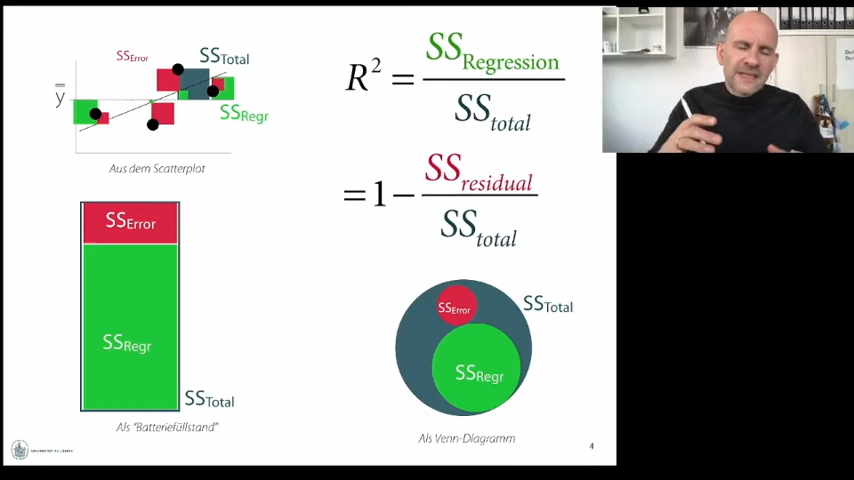 SSError
SSTotal
y
SSRegr
Aus dem Scatterplot
R² = SSRegression
SStotal
= 1 − SSresidual
SStotal
SSError
SSRegr
SSTotal
Als "Batteriefüllstand"
SSError
SSTotal
SSRegr
Als Venn-Diagramm
4